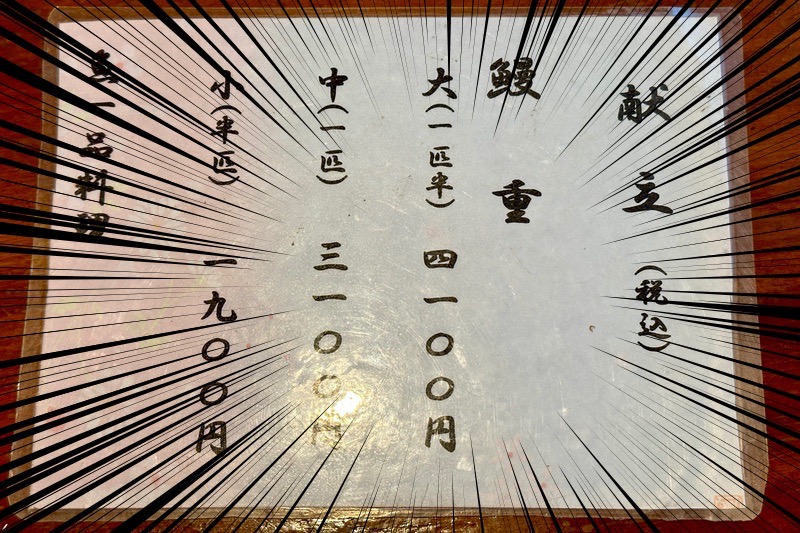 献立(税込)
鰻重
大(一匹半) 四一〇〇円
中(一匹) 三一〇〇円
小(半匹) 一九〇〇円
魚一品料理